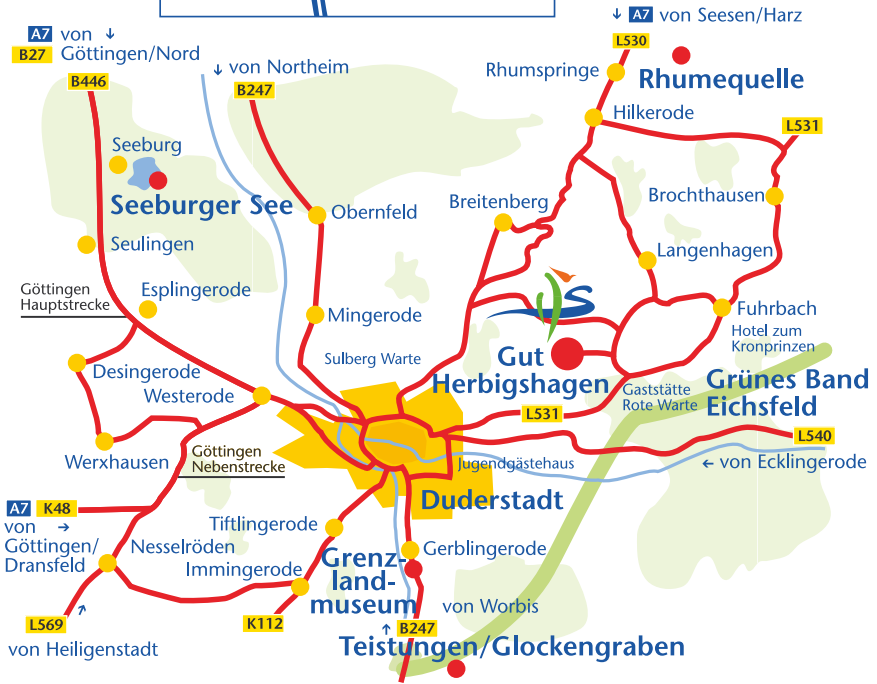 ↓ A7 von Seesen/Harz
L530
A7 von ↓
B27 Göttingen/Nord
B446
↓ von Northeim
B247
Rhumspringe
Rhumequelle
Hilkerode
L531
Seeburg
Seeburger See
Obernfeld
Breitenberg
Brochthausen
Seulingen
Langenhagen
Göttingen
Hauptstrecke
Esplingerode
Mingerode
Fuhrbach
Hotel zum
Kronprinzen
Sulberg Warte
Gut
Herbigshagen
Desingerode
Westerode
Gaststätte
Rote Warte
Grünes Band
Eichsfeld
L531
L540
Werxhausen
Göttingen
Nebenstrecke
Jugendgästehaus
← von Ecklingerode
Duderstadt
A7 K48
von →
Göttingen/
Dransfeld
Nesselröden
Tiftlingerode
Immingerode
Gerblingerode
Grenz-
land-
museum
L569
K112
von Worbis
↑ B247
von Heiligenstadt
Teistungen/Glockengraben